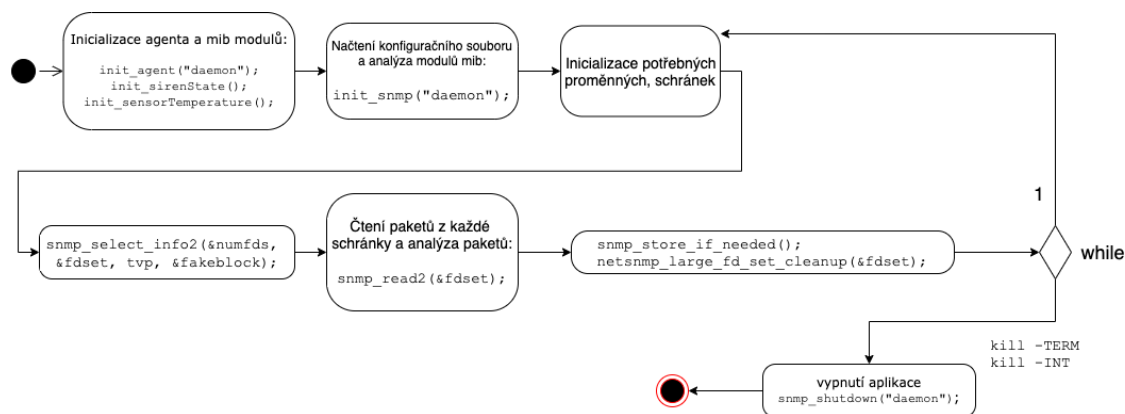 Inicializace agenta a mib modulů:
init_agent("daemon");
init_sirenState();
init_sensorTemperature();
Načtení konfiguračního souboru
a analýza modulů mib:
init_snmp("daemon");
Inicializace potřebných
proměnných, schránek
snmp_select_info2(&numfds,
&fdset, tvp, &fakeblock);
Čtení paketů z každé
schránky a analýza paketů:
snmp_read2(&fdset);
snmp_store_if_needed();
netsnmp_large_fd_set_cleanup(&fdset);
1
while
kill -TERM
kill -INT
vypnutí aplikace
snmp_shutdown("daemon");